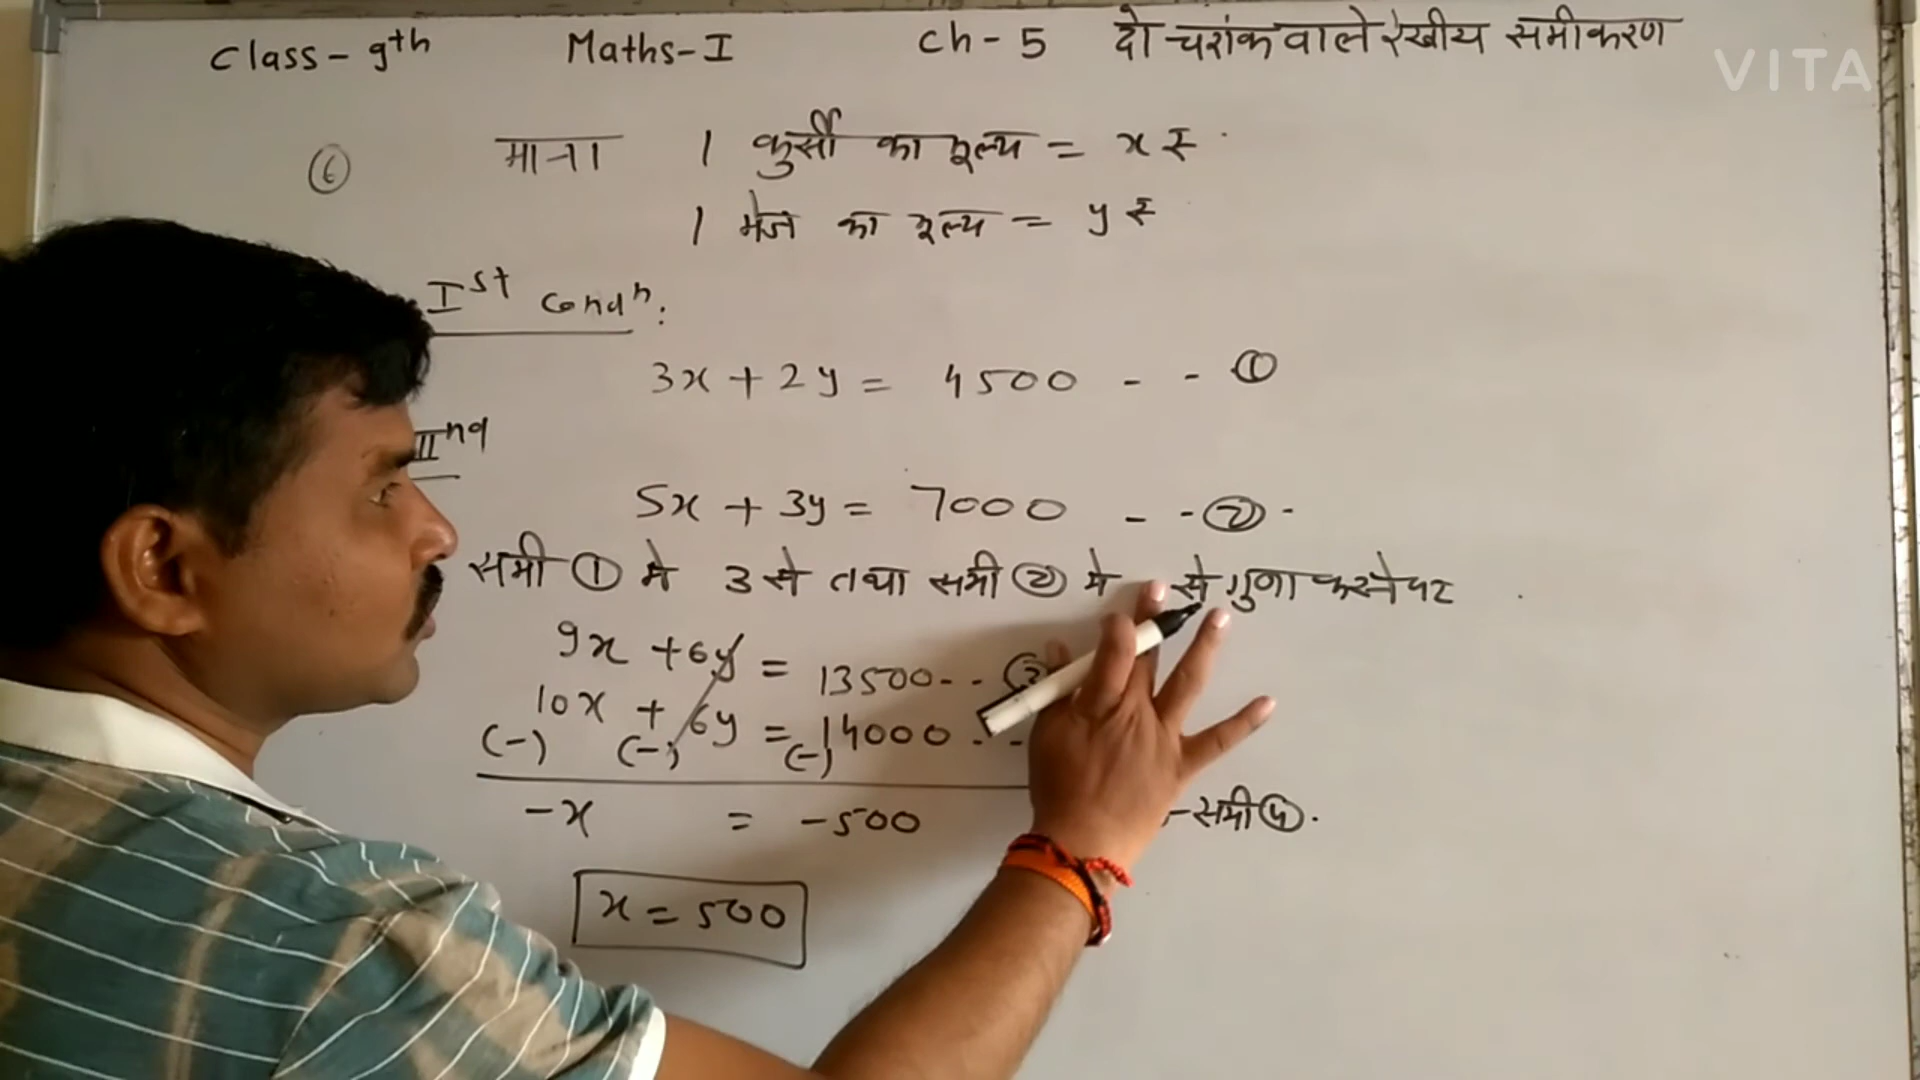 Class - 9th Maths-I Ch - 5 दो चरांक वाले रेखीय समीकरण
VITA
⑥ माना 1 कुर्सी का मूल्य = x रु
1 मेज का मूल्य = y रु
Ist Condn:
3x + 2y = 4500 - - ①
IInd
5x + 3y = 7000 - - ② -
समी ① मे 3 से तथा समी ② मे से गुणा करने पर
9x + 6y = 13500 - - ③
10x + 6y = 14000 - -
(-) (-) (-)
-x = -500 - समी ④.
x = 500